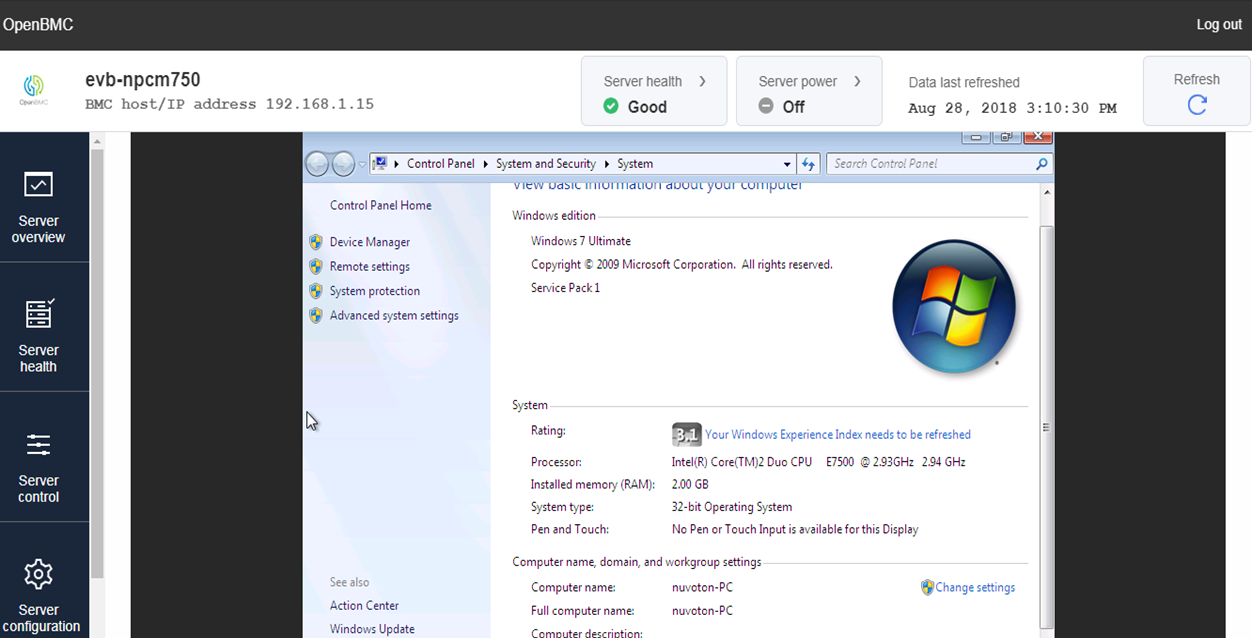 OpenBMC
Log out
OpenBMC
evb-npcm750
BMC host/IP address 192.168.1.15
Server health
Good
Server power
Off
Data last refreshed
Aug 28, 2018 3:10:30 PM
Refresh
Server
overview
Server
health
Server
control
Server
configuration
Control Panel System and Security System
Search Control Panel
Control Panel Home
Device Manager
Remote settings
System protection
Advanced system settings
See also
Action Center
Windows Update
View basic information about your computer
Windows edition
Windows 7 Ultimate
Copyright © 2009 Microsoft Corporation. All rights reserved.
Service Pack 1
System
Rating: 3.1 Your Windows Experience Index needs to be refreshed
Processor: Intel(R) Core(TM)2 Duo CPU E7500 @ 2.93GHz 2.94 GHz
Installed memory (RAM): 2.00 GB
System type: 32-bit Operating System
Pen and Touch: No Pen or Touch Input is available for this Display
Computer name, domain, and workgroup settings
Computer name: nuvoton-PC Change settings
Full computer name: nuvoton-PC
Computer description: